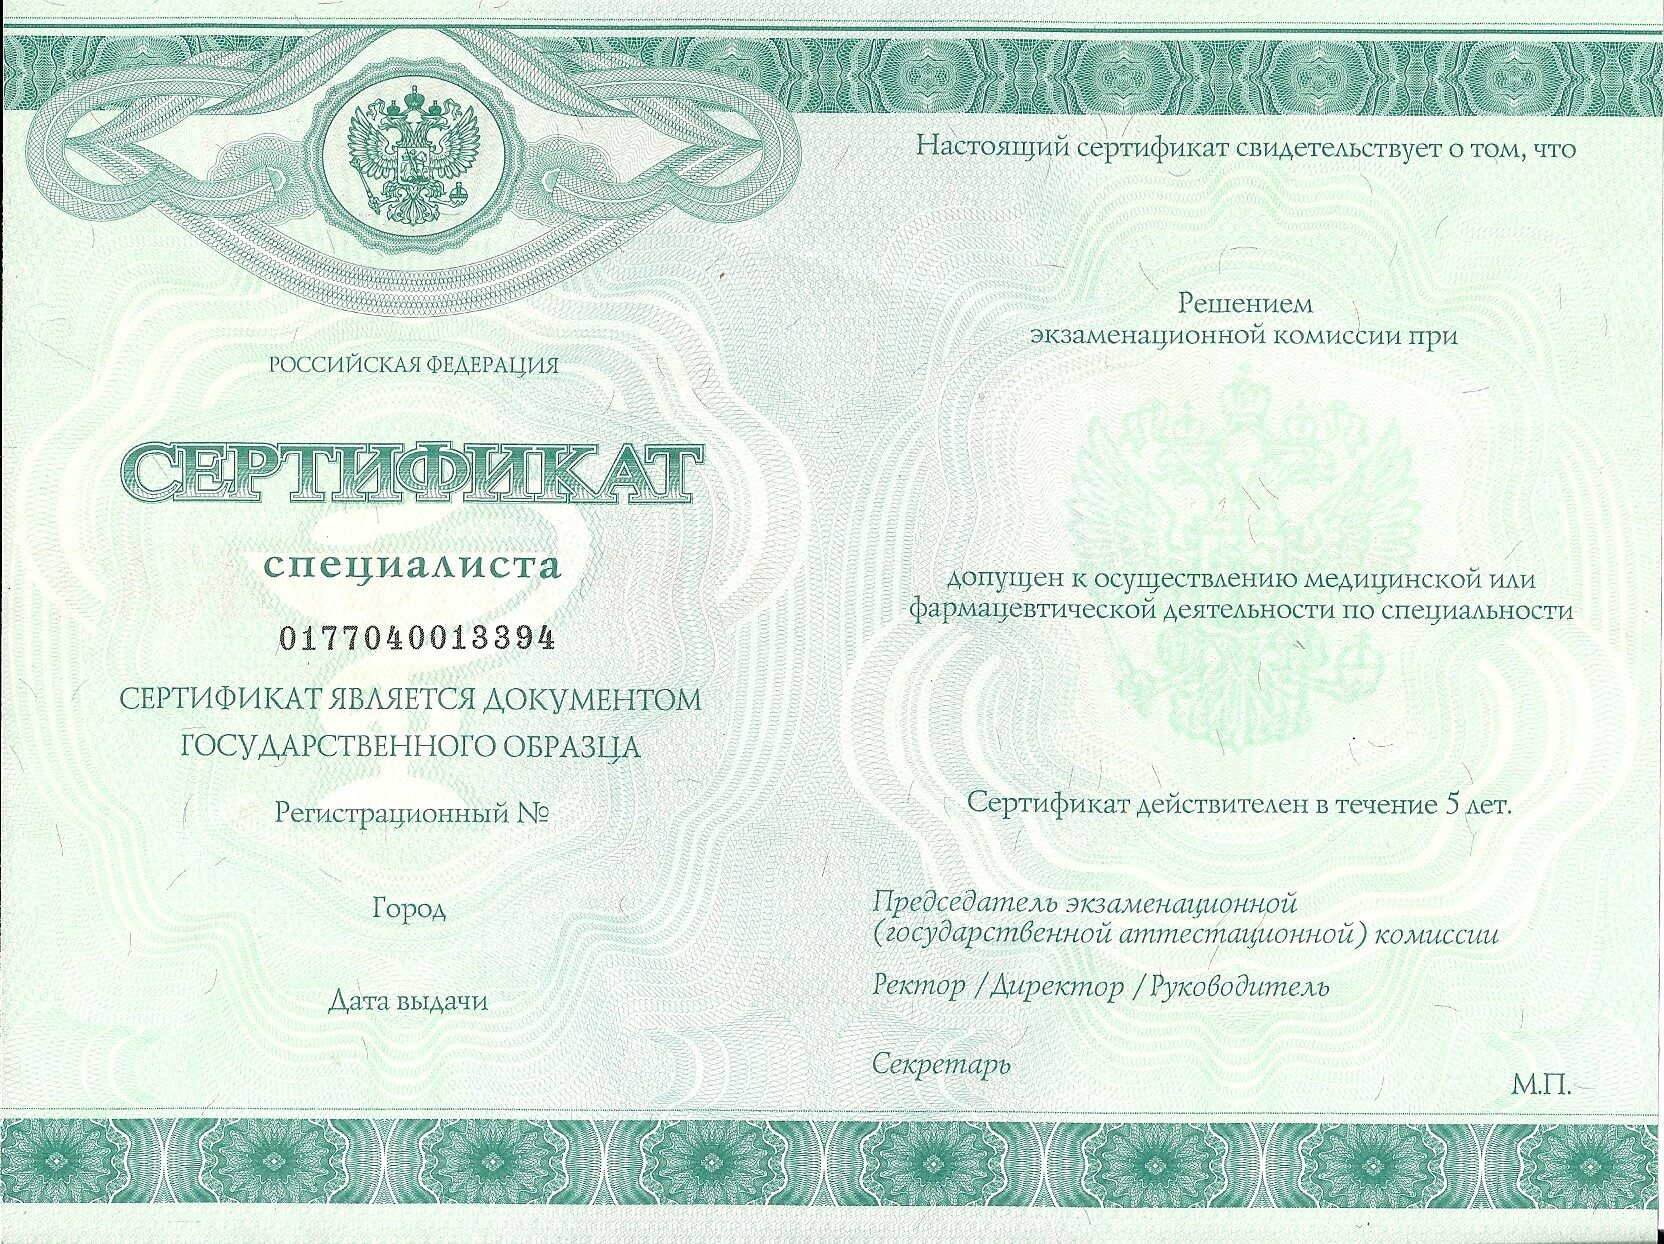 РОССИЙСКАЯ ФЕДЕРАЦИЯ
СЕРТИФИКАТ
специалиста
0177040013394
СЕРТИФИКАТ ЯВЛЯЕТСЯ ДОКУМЕНТОМ
ГОСУДАРСТВЕННОГО ОБРАЗЦА
Регистрационный №
Город
Дата выдачи
Настоящий сертификат свидетельствует о том, что
Решением
экзаменационной комиссии при
допущен к осуществлению медицинской или
фармацевтической деятельности по специальности
Сертификат действителен в течение 5 лет.
Председатель экзаменационной
(государственной аттестационной) комиссии
Ректор /Директор /Руководитель
Секретарь
М.П.